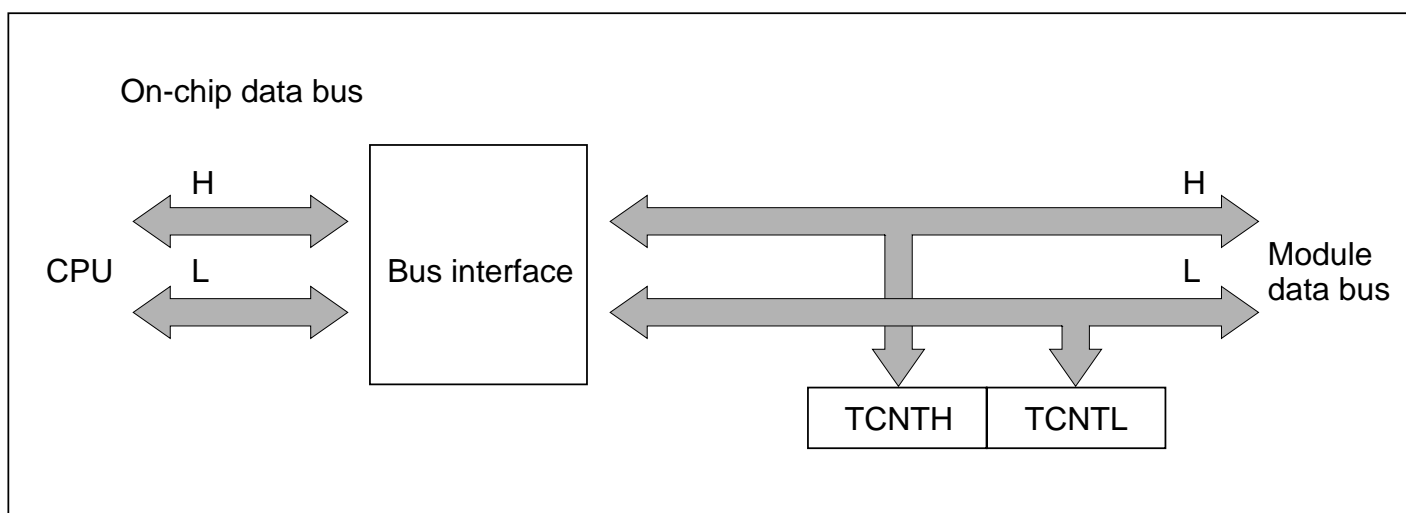 On-chip data bus
H
H
CPU
L
Bus interface
L
Module
data bus
TCNTH
TCNTL